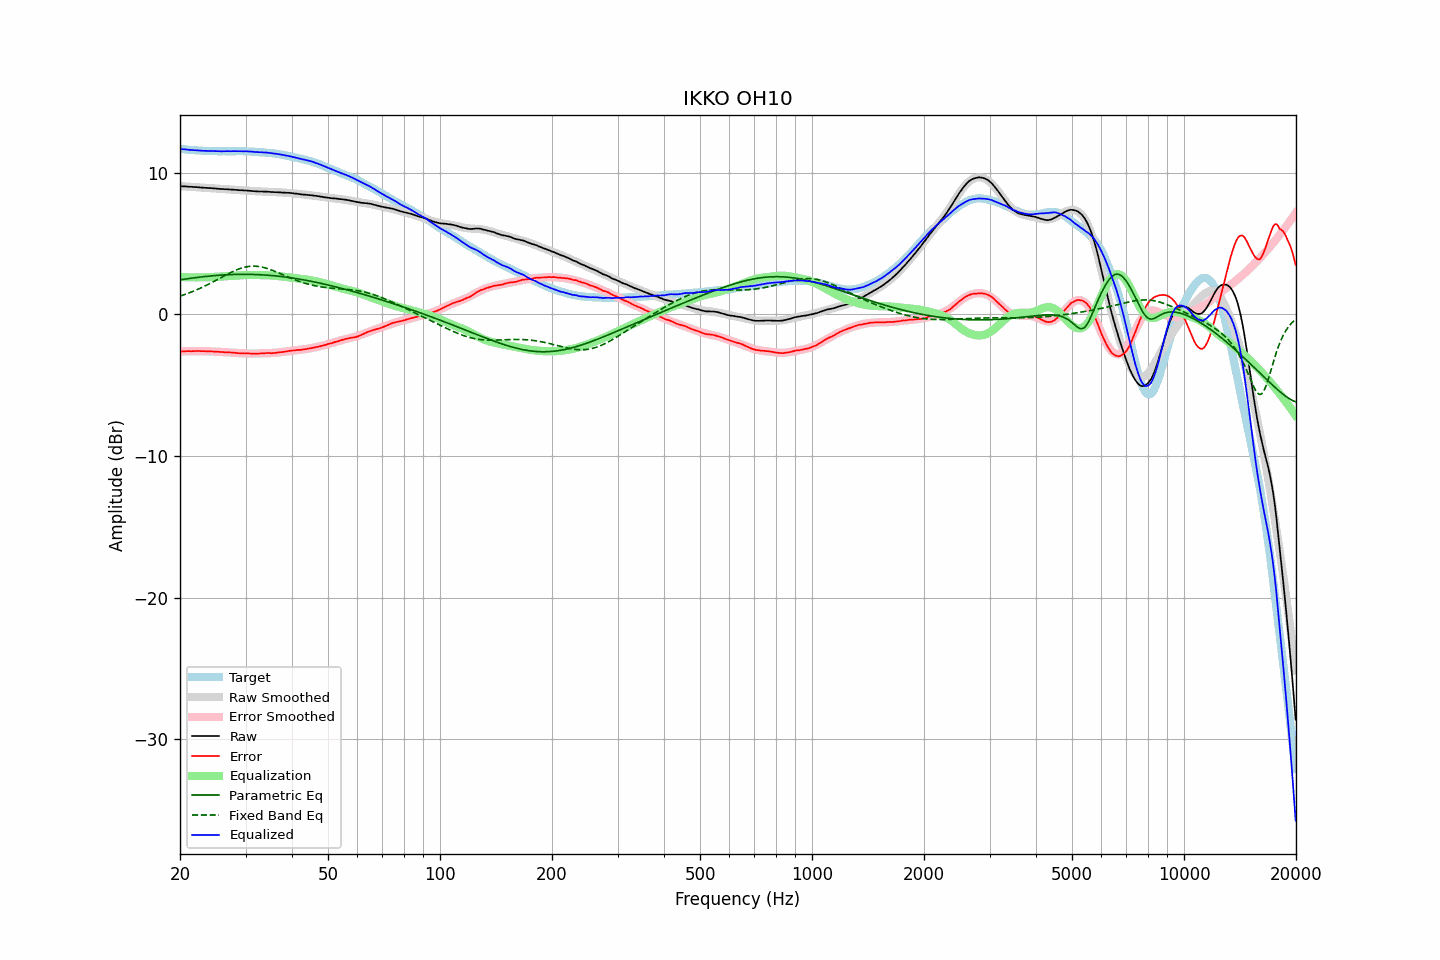 IKKO OH10
10
0
−10
−20
−30
Amplitude (dBr)
Target
Raw Smoothed
Error Smoothed
Raw
Error
Equalization
Parametric Eq
Fixed Band Eq
Equalized
20 50 100 200 500 1000 2000 5000 10000 20000
Frequency (Hz)